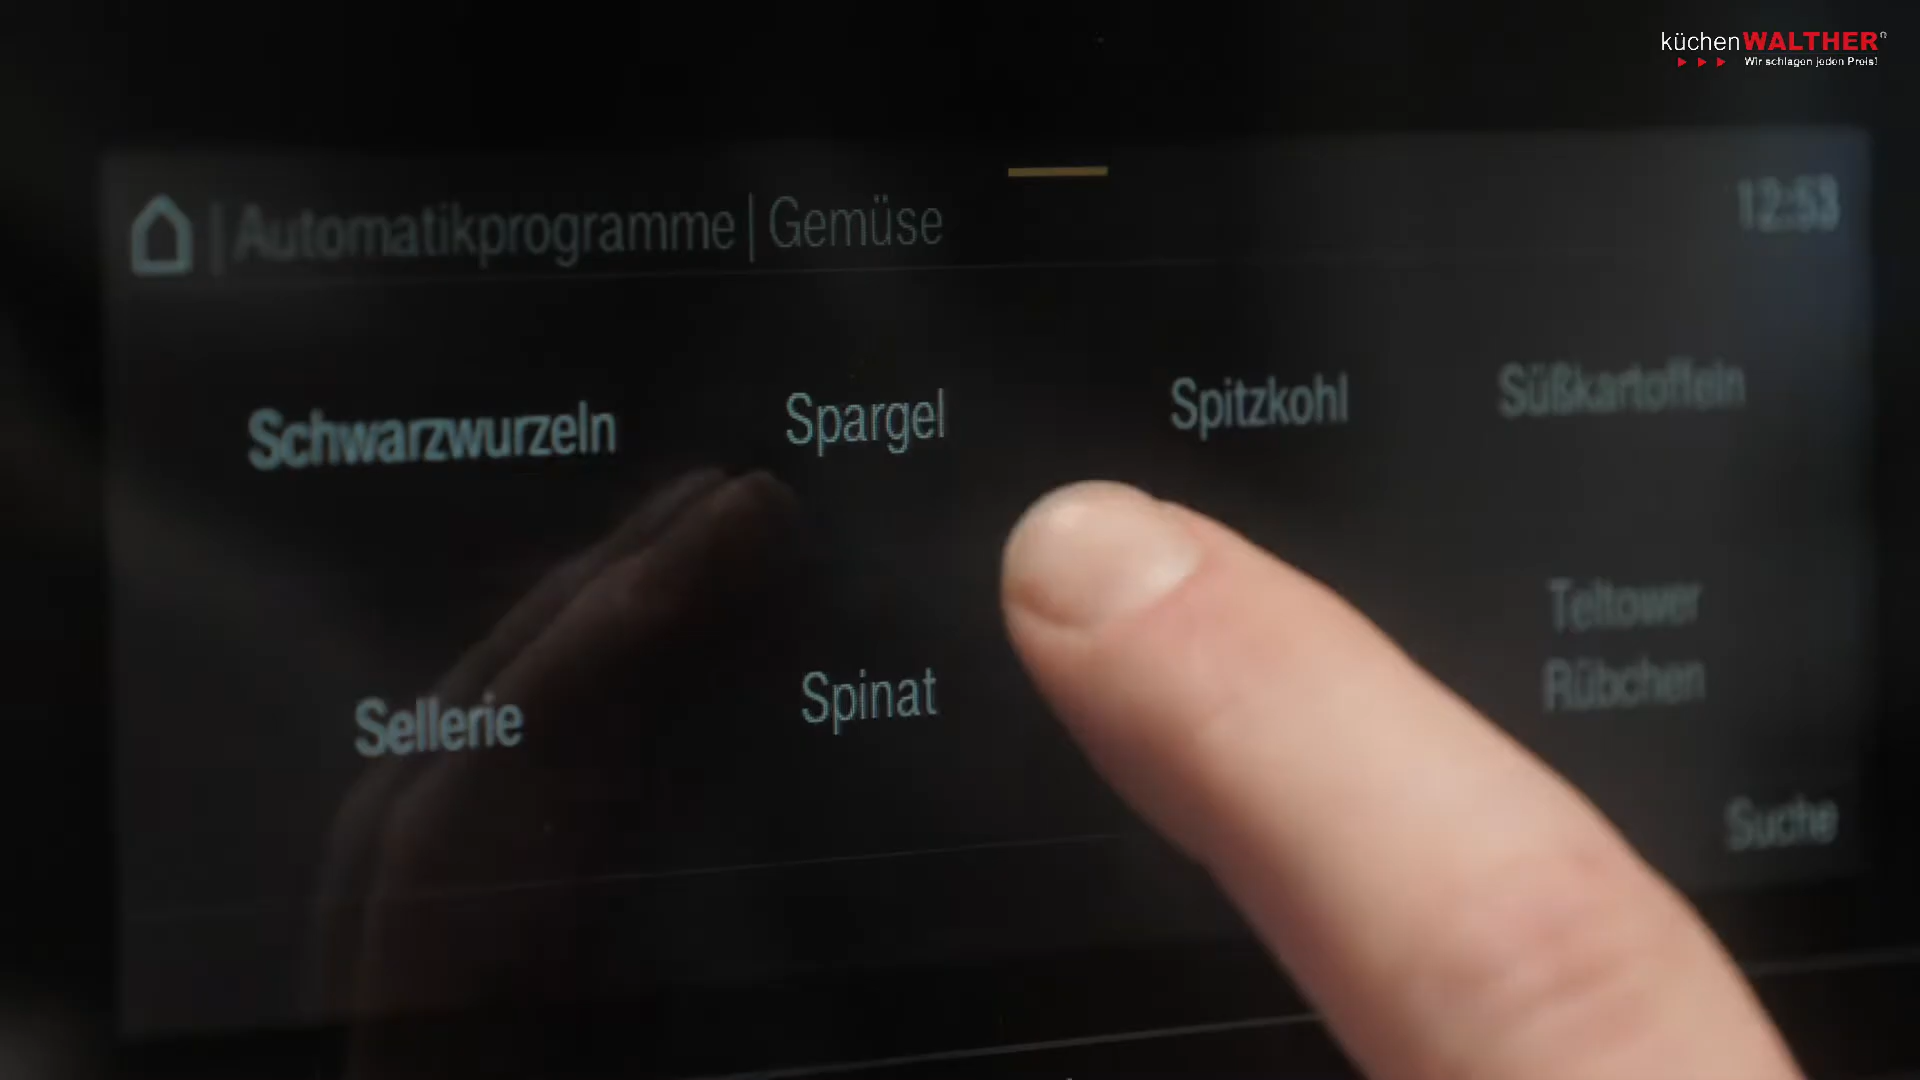 küchenWALTHER®
Wir schlagen jeden Preis!
| Automatikprogramme | Gemüse
12:53
Schwarzwurzeln
Spargel
Spitzkohl
Süßkartoffeln
Sellerie
Spinat
Teltower
Rübchen
Suche